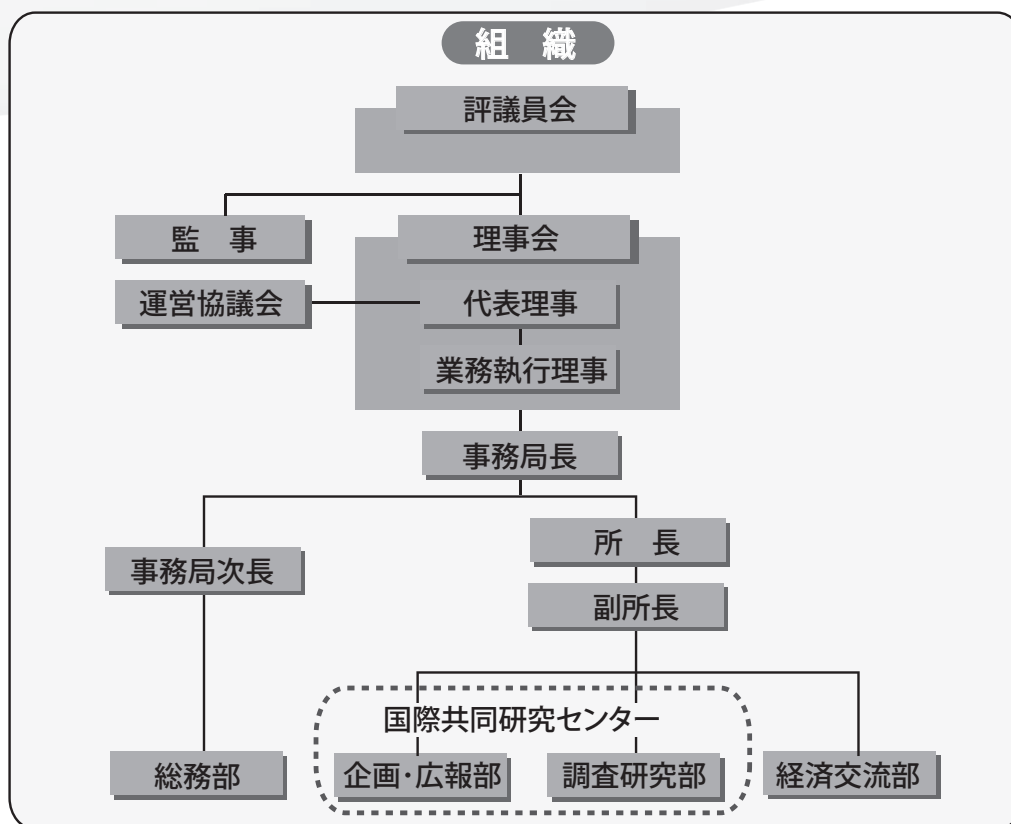 組　織
評議員会
監　事
理事会
運営協議会
代表理事
業務執行理事
事務局長
所　長
事務局次長
副所長
国際共同研究センター
総務部
企画・広報部
調査研究部
経済交流部